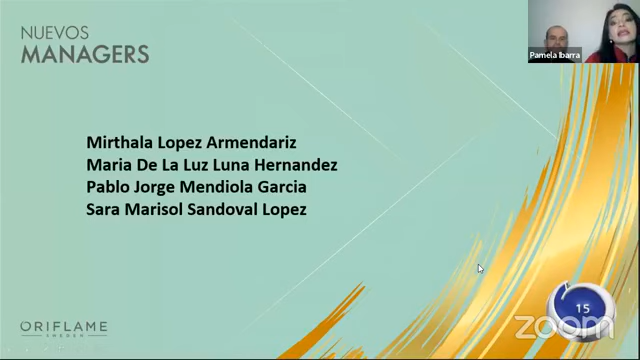 NUEVOS
MANAGERS
Pamela Ibarra
Mirthala Lopez Armendariz
Maria De La Luz Luna Hernandez
Pablo Jorge Mendiola Garcia
Sara Marisol Sandoval Lopez
15
zoom
ORIFLAME
SWEDEN